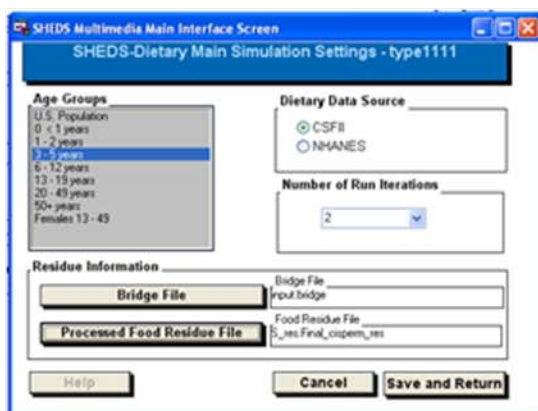 SHEDS Multimedia Main Interface Screen
SHEDS-Dietary Main Simulation Settings - type1111
Age Groups
U.S. Population
0 < 1 years
1 - 2 years
3 - 5 years
6 - 12 years
13 - 19 years
20 - 49 years
50+ years
Females 13 - 49
Dietary Data Source
CSFII
NHANES
Number of Run Iterations
2
Residue Information
Bridge File
Bridge File
input.bridge
Processed Food Residue File
Food Residue File
S_res.Final_cisperm_res
Help
Cancel
Save and Return